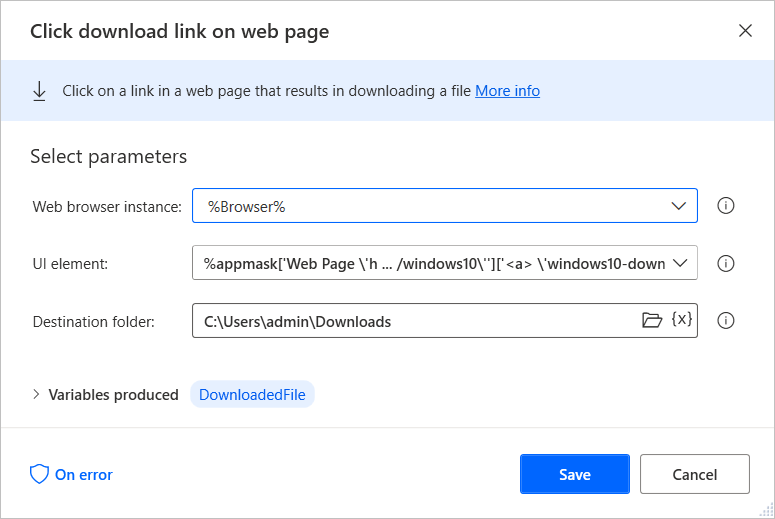 Click download link on web page
Click on a link in a web page that results in downloading a file More info
Select parameters
Web browser instance: %Browser%
UI element: %appmask['Web Page \'h ... /windows10\'']['<a> \'windows10-down
Destination folder: C:\Users\admin\Downloads {x}
Variables produced DownloadedFile
On error Save Cancel